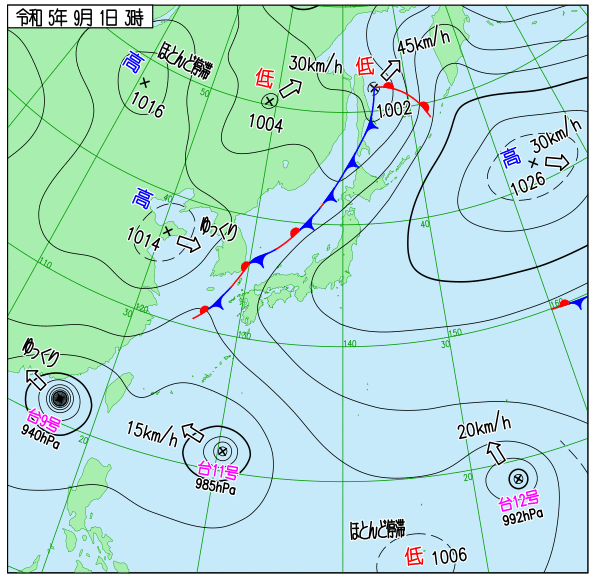 令和 5年 9月 1日 3時
高
ほとんど停滞
1016
低
30km/h
1004
低
45km/h
1002
高
30km/h
1026
高
ゆっくり
1014
50
40
40
110
120
130
140
150
160
30
30
20
20
ゆっくり
台9号
940hPa
15km/h
台11号
985hPa
20km/h
台12号
992hPa
ほとんど停滞
低 1006